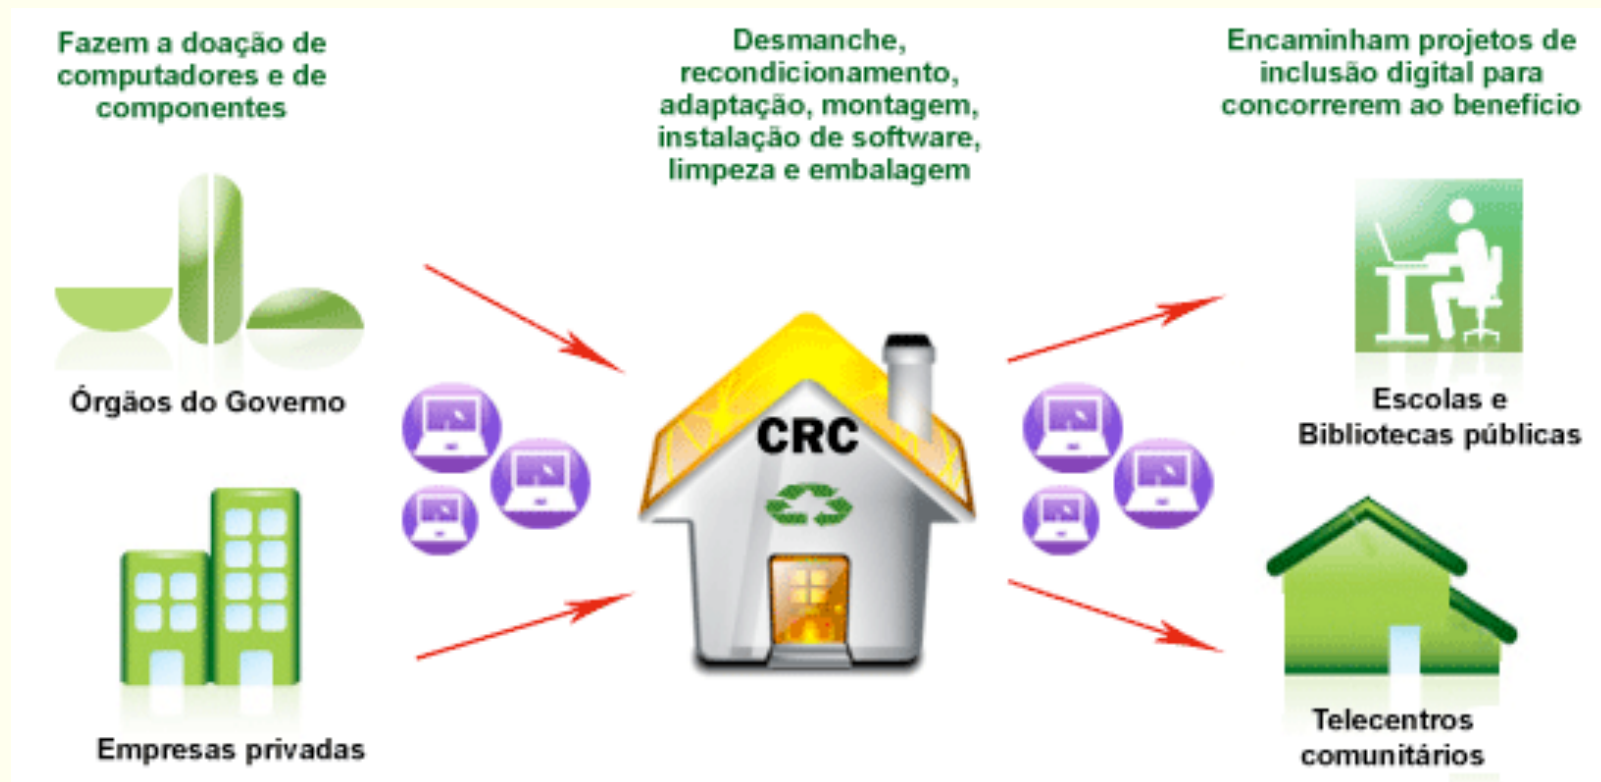 Fazem a doação de
computadores e de
componentes
Desmanche,
recondicionamento,
adaptação, montagem,
instalação de software,
limpeza e embalagem
Encaminham projetos de
inclusão digital para
concorrerem ao benefício
Órgãos do Governo
CRC
Escolas e
Bibliotecas públicas
Empresas privadas
Telecentros
comunitários